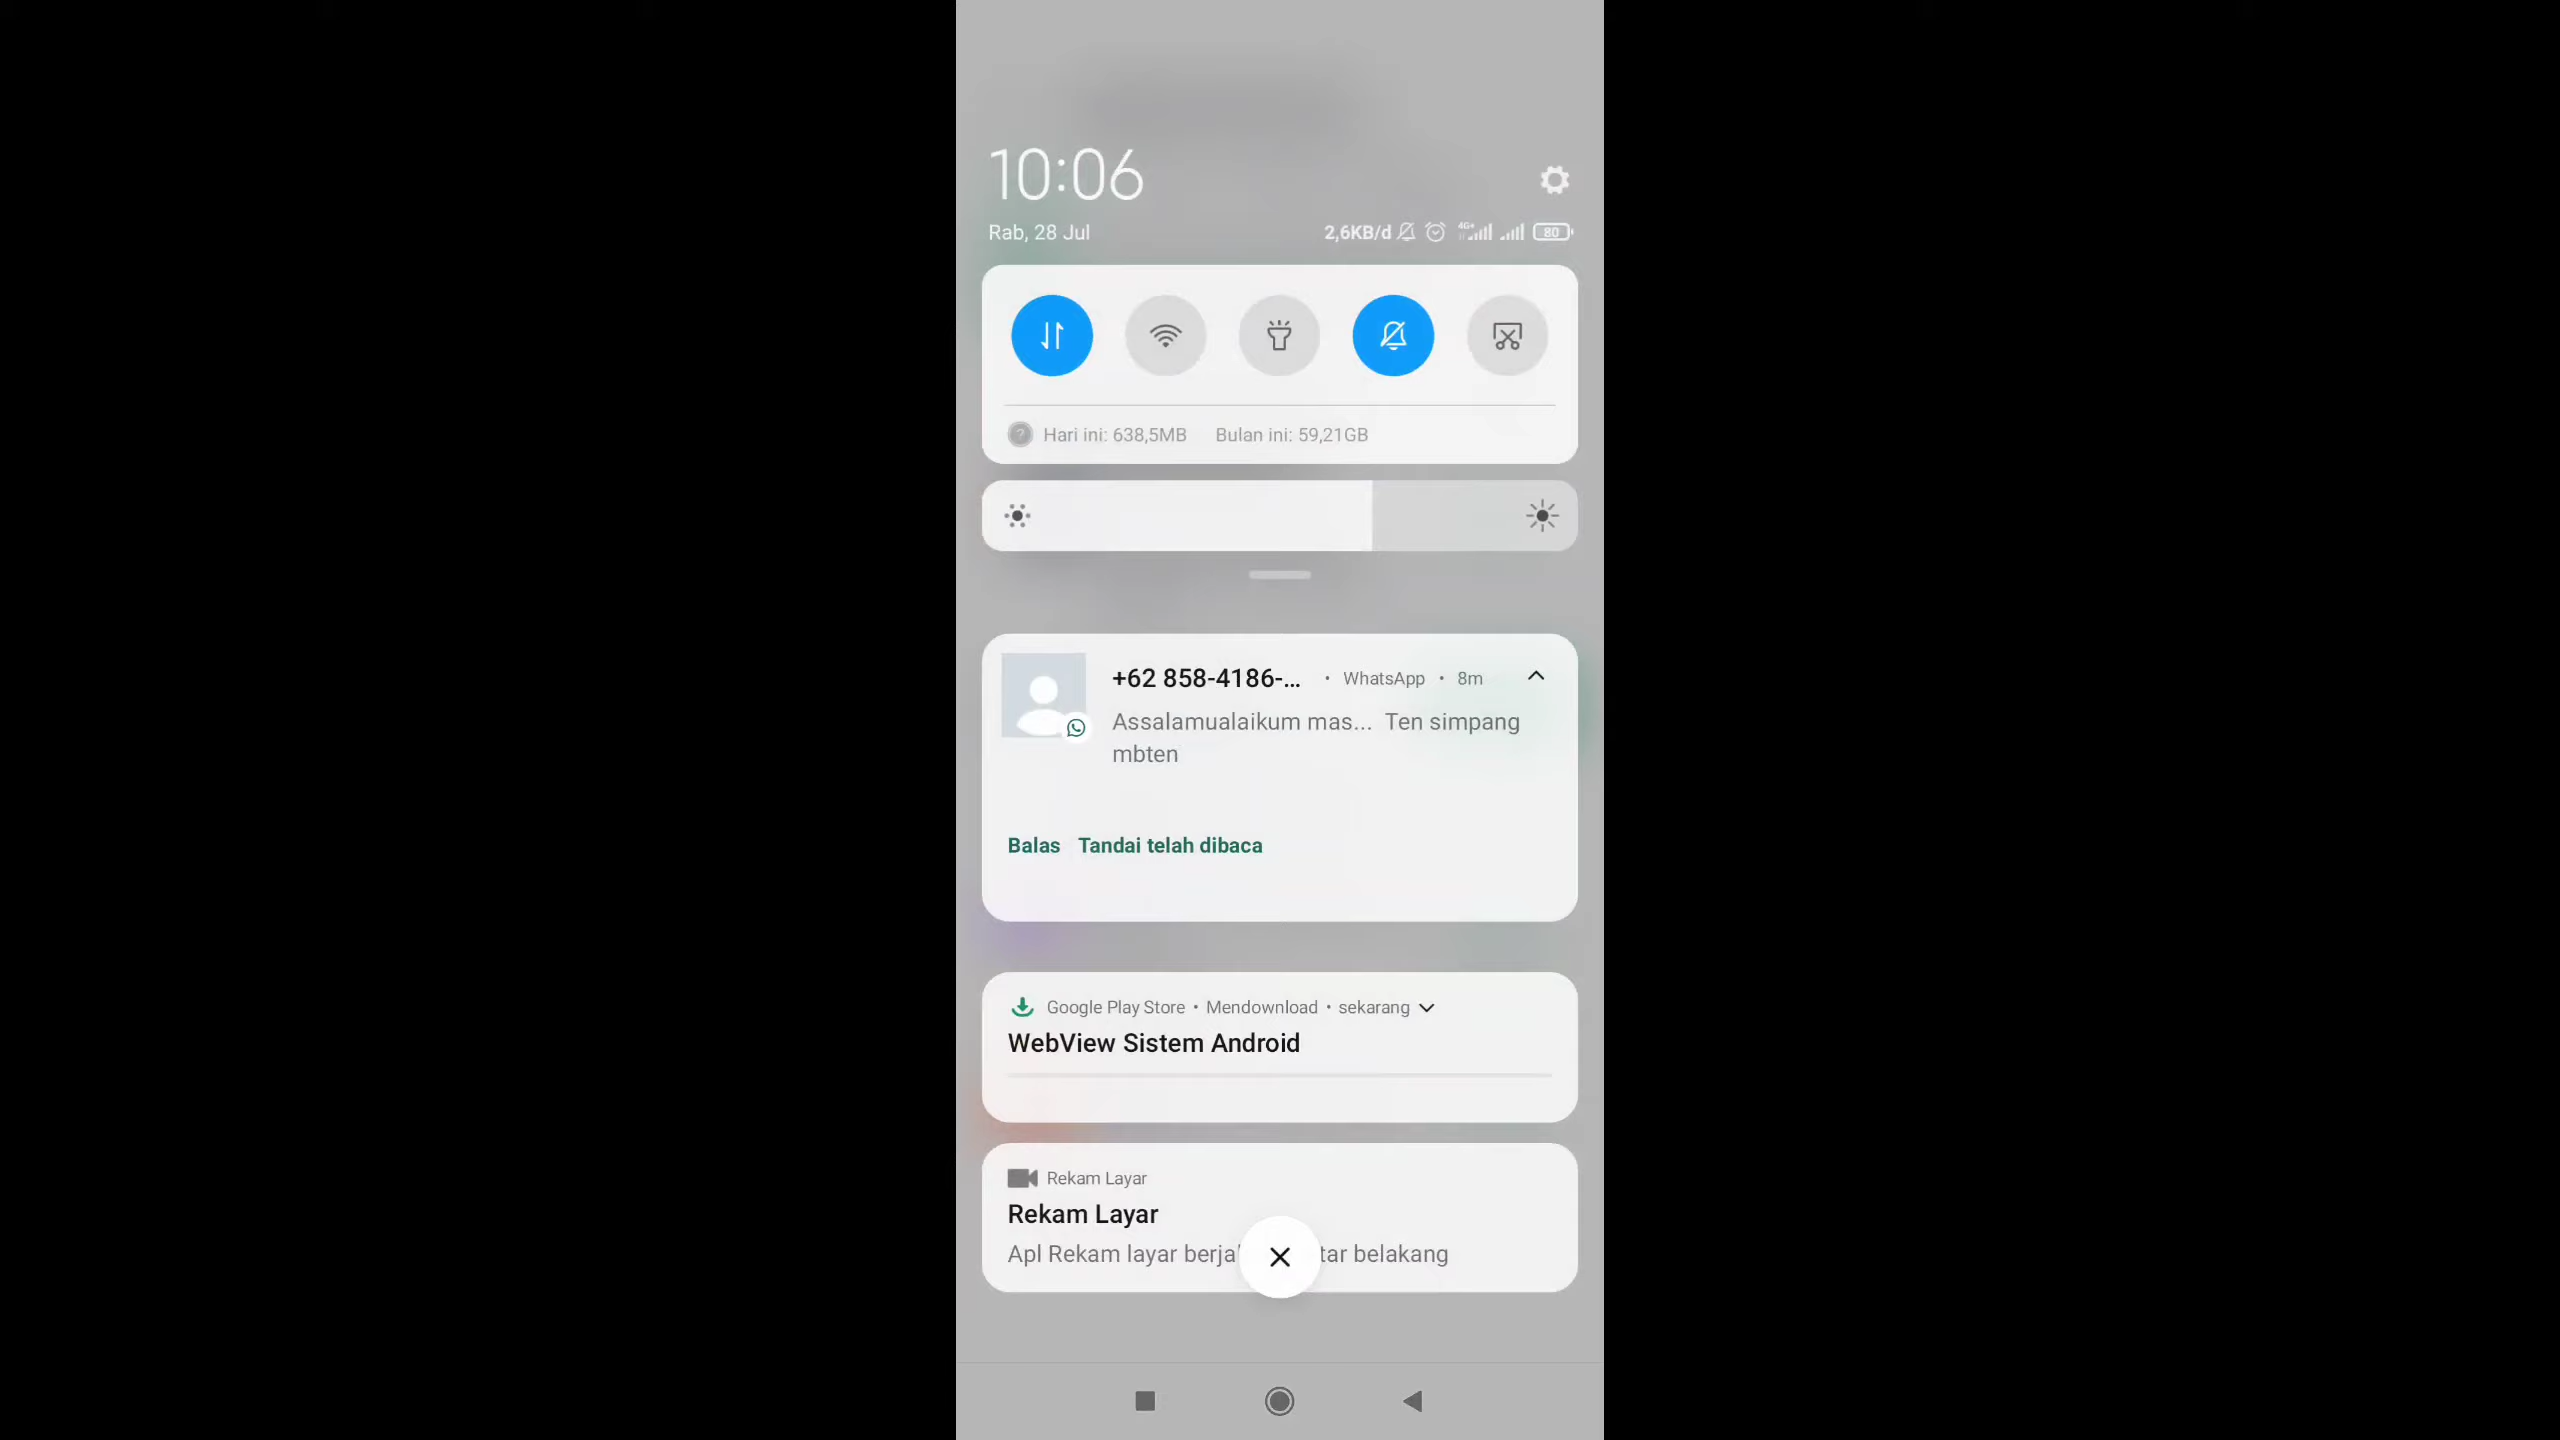 10:06
Rab, 28 Jul
2,6KB/d 4G+ 80
Hari ini: 638,5MB Bulan ini: 59,21GB
+62 858-4186-... • WhatsApp • 8m
Assalamualaikum mas... Ten simpang
mbten
Balas Tandai telah dibaca
Google Play Store • Mendownload • sekarang
WebView Sistem Android
Rekam Layar
Rekam Layar
Apl Rekam layar belakang